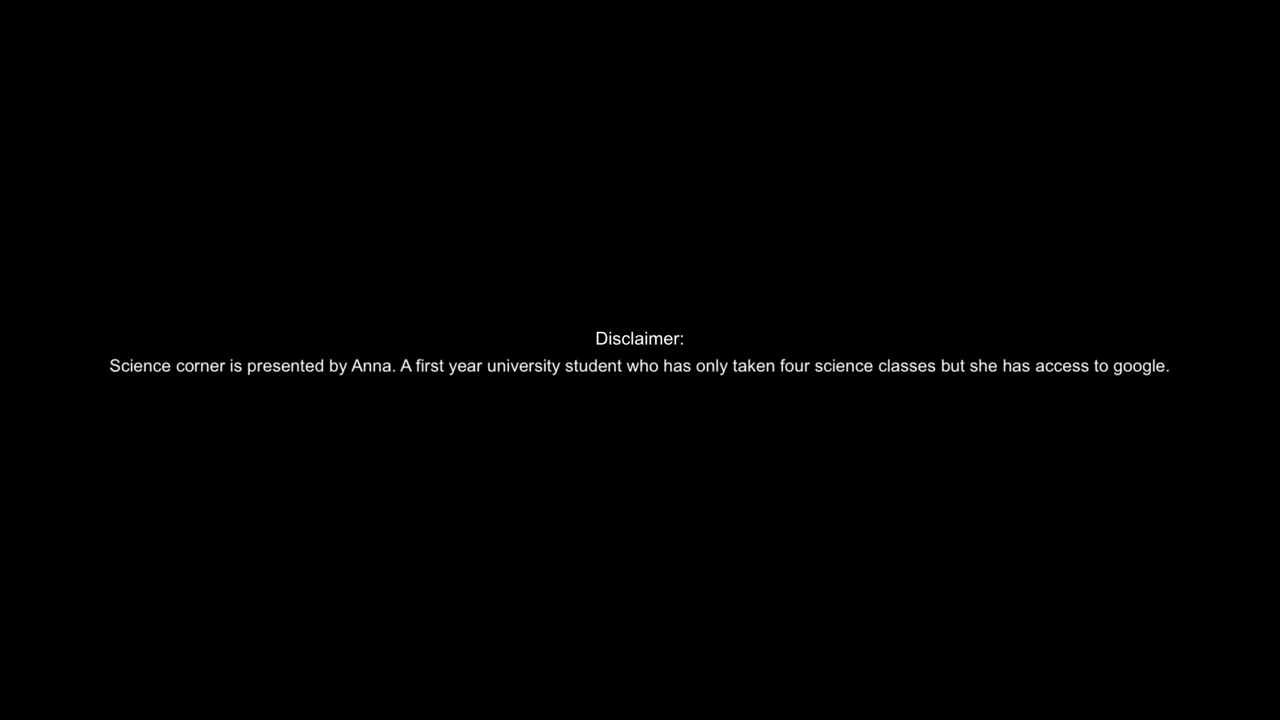 Disclaimer:
Science corner is presented by Anna. A first year university student who has only taken four science classes but she has access to google.